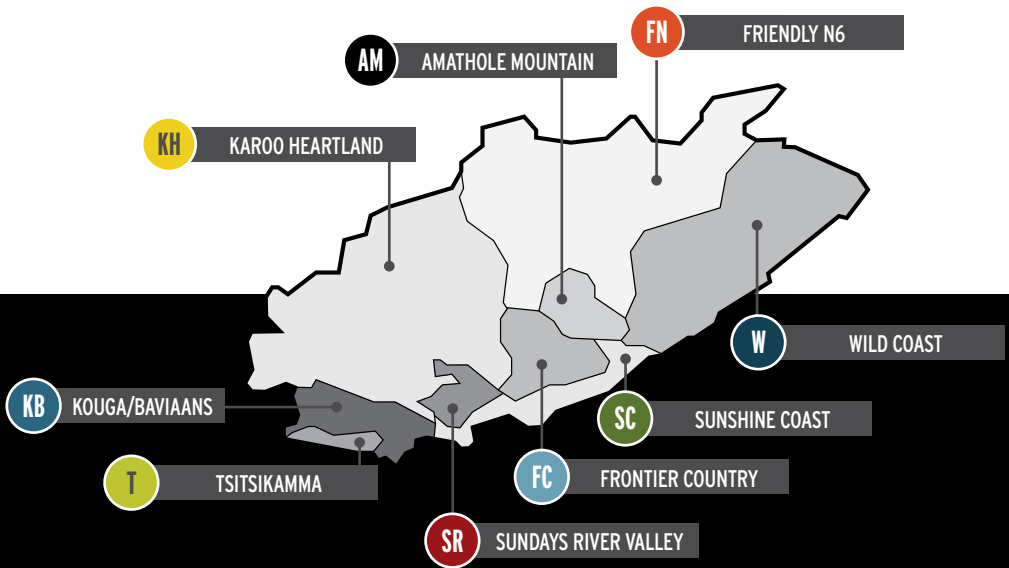 FN FRIENDLY N6
AM AMATHOLE MOUNTAIN
KH KAROO HEARTLAND
W WILD COAST
KB KOUGA/BAVIAANS
SC SUNSHINE COAST
T TSITSIKAMMA
FC FRONTIER COUNTRY
SR SUNDAYS RIVER VALLEY